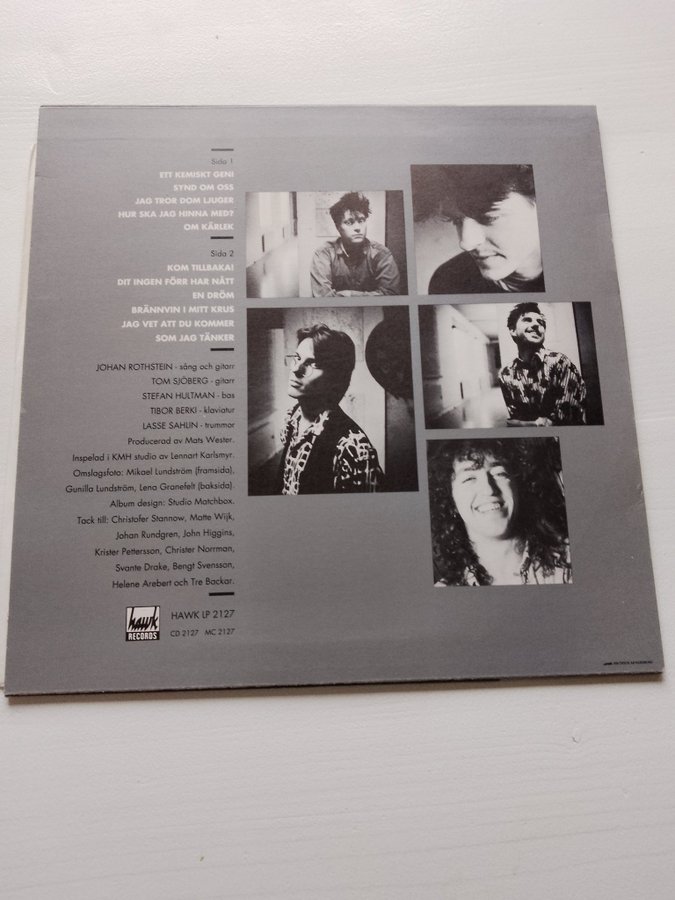 Sida 1
ETT KEMISKT GENI
SYND OM OSS
JAG TROR DOM LJUGER
HUR SKA JAG HINNA MED?
OM KÄRLEK
Sida 2
KOM TILLBAKA!
DIT INGEN FÖRR HAR NÅTT
EN DRÖM
BRÄNNVIN I MITT KRUS
JAG VET ATT DU KOMMER
SOM JAG TÄNKER
JOHAN ROTHSTEIN - sång och gitarr
TOM SJÖBERG - gitarr
STEFAN HULTMAN - bas
TIBOR BERKI - klaviatur
LASSE SAHLIN - trummor
Producerad av Mats Wester.
Inspelad i KMH studio av Lennart Karlsmyr.
Omslagsfoto: Mikael Lundström (framsida),
Gunilla Lundström, Lena Granefelt (baksida).
Album design: Studio Matchbox.
Tack till: Christofer Stannow, Matte Wijk,
Johan Rundgren, John Higgins,
Krister Pettersson, Christer Norrman,
Svante Drake, Bengt Svensson,
Helene Arebert och Tre Backar.
hawk RECORDS
HAWK LP 2127
CD 2127 MC 2127